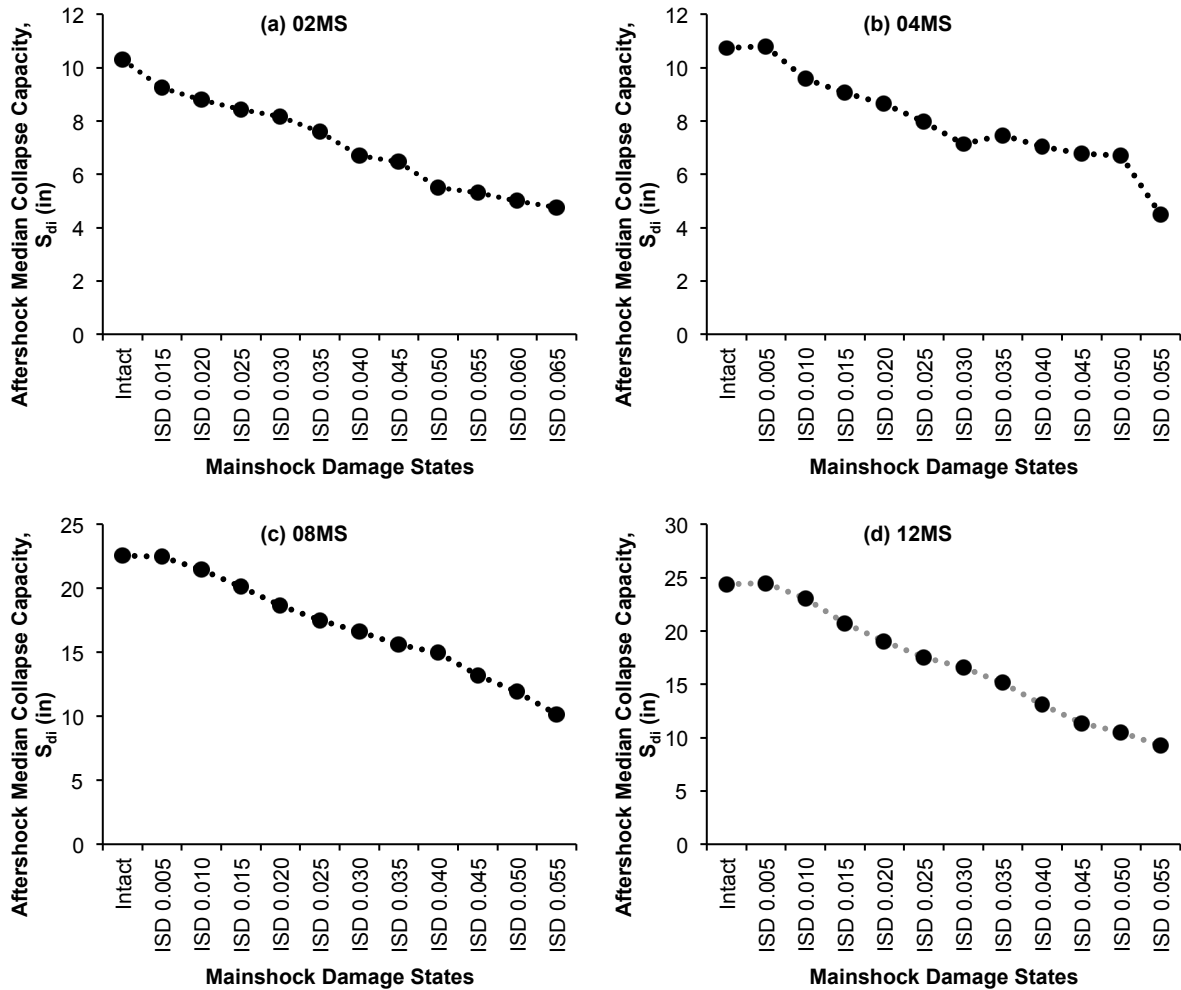 (a) 02MS
Aftershock Median Collapse Capacity,
S_di (in)
12
10
8
6
4
2
0
Intact
ISD 0.015
ISD 0.020
ISD 0.025
ISD 0.030
ISD 0.035
ISD 0.040
ISD 0.045
ISD 0.050
ISD 0.055
ISD 0.060
ISD 0.065
Mainshock Damage States
(b) 04MS
Aftershock Median Collapse Capacity,
S_di (in)
12
10
8
6
4
2
0
Intact
ISD 0.005
ISD 0.010
ISD 0.015
ISD 0.020
ISD 0.025
ISD 0.030
ISD 0.035
ISD 0.040
ISD 0.045
ISD 0.050
ISD 0.055
Mainshock Damage States
(c) 08MS
Aftershock Median Collapse Capacity,
S_di (in)
25
20
15
10
5
0
Intact
ISD 0.005
ISD 0.010
ISD 0.015
ISD 0.020
ISD 0.025
ISD 0.030
ISD 0.035
ISD 0.040
ISD 0.045
ISD 0.050
ISD 0.055
Mainshock Damage States
(d) 12MS
Aftershock Median Collapse Capacity,
S_di (in)
30
25
20
15
10
5
0
Intact
ISD 0.005
ISD 0.010
ISD 0.015
ISD 0.020
ISD 0.025
ISD 0.030
ISD 0.035
ISD 0.040
ISD 0.045
ISD 0.050
ISD 0.055
Mainshock Damage States